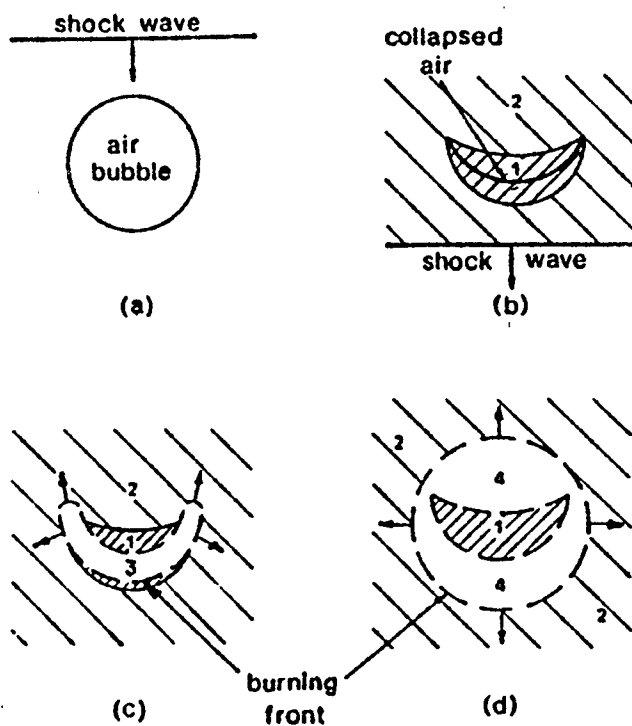 shock wave
air
bubble
(a)
collapsed
air
2
1
shock wave
(b)
2
1
3
(c)
2
4
1
4
2
(d)
burning
front